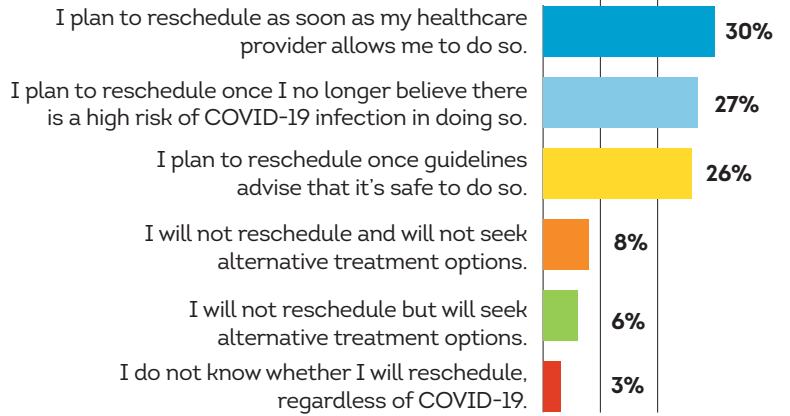 I plan to reschedule as soon as my healthcare
provider allows me to do so.
30%
I plan to reschedule once I no longer believe there
is a high risk of COVID-19 infection in doing so.
27%
I plan to reschedule once guidelines
advise that it's safe to do so.
26%
I will not reschedule and will not seek
alternative treatment options.
8%
I will not reschedule but will seek
alternative treatment options.
6%
I do not know whether I will reschedule,
regardless of COVID-19.
3%